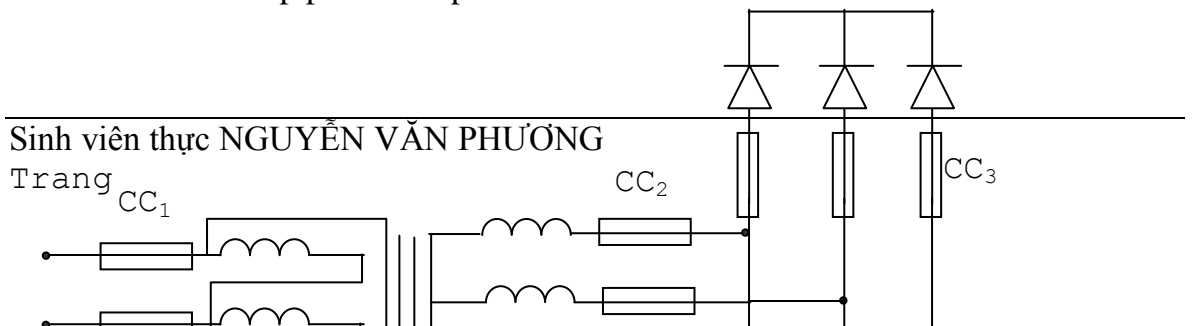 Sinh viên thực NGUYỄN VĂN PHƯƠNG
Trang
CC₁
CC₂
CC₃